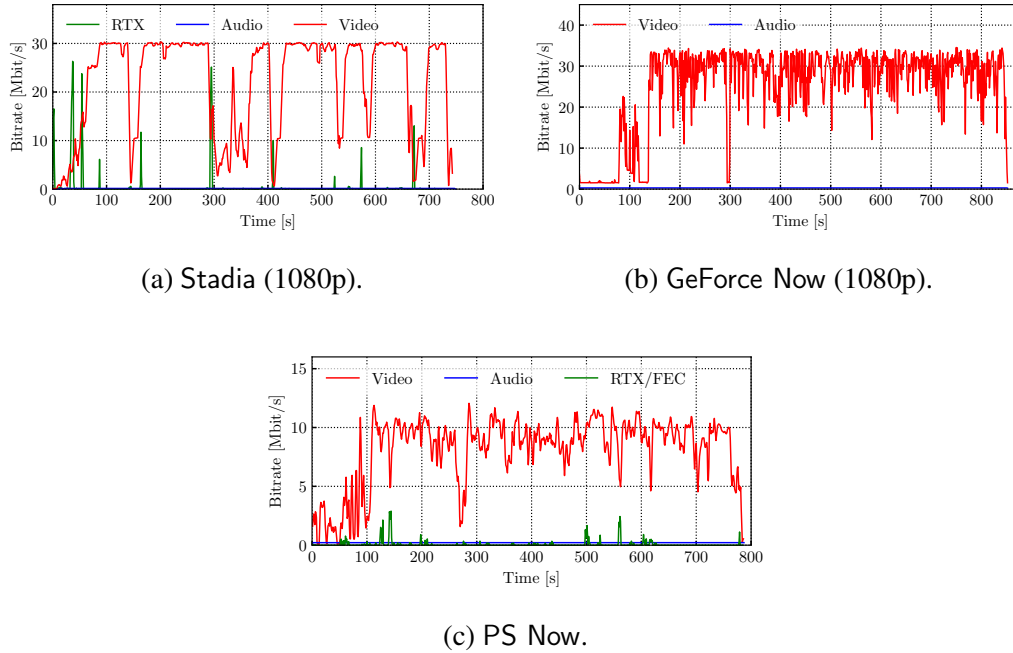 RTX Audio Video
Bitrate [Mbit/s]
30
20
10
0
0 100 200 300 400 500 600 700 800
Time [s]
(a) Stadia (1080p).
Video Audio
Bitrate [Mbit/s]
40
30
20
10
0
0 100 200 300 400 500 600 700 800
Time [s]
(b) GeForce Now (1080p).
Video Audio RTX/FEC
Bitrate [Mbit/s]
15
10
5
0
0 100 200 300 400 500 600 700 800
Time [s]
(c) PS Now.